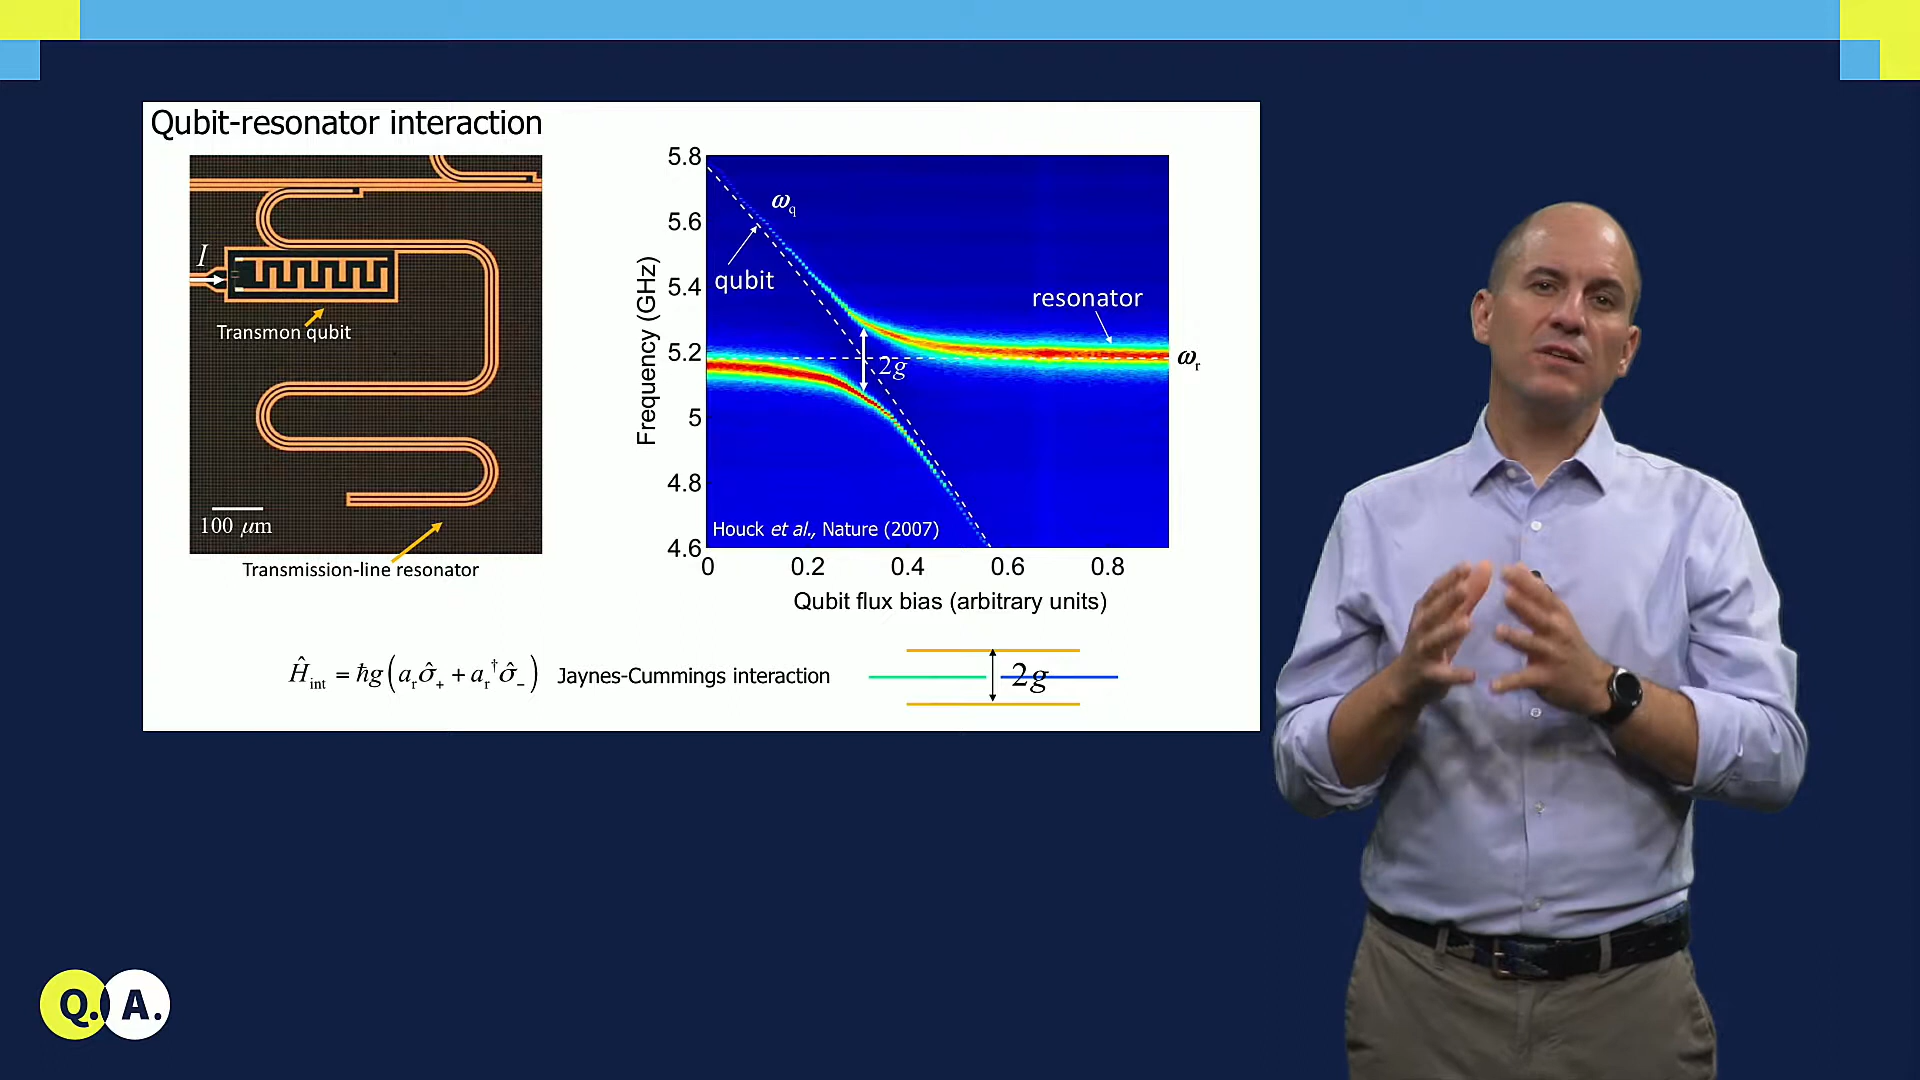 Qubit-resonator interaction
I
Transmon qubit
100 μm
Transmission-line resonator
Frequency (GHz)
5.8
5.6
5.4
5.2
5
4.8
4.6
ωq
qubit
resonator
2g
ωr
Houck et al., Nature (2007)
0 0.2 0.4 0.6 0.8
Qubit flux bias (arbitrary units)
Ĥint = ħg(arσ̂+ + ar†σ̂−) Jaynes-Cummings interaction
2g
Q. A.